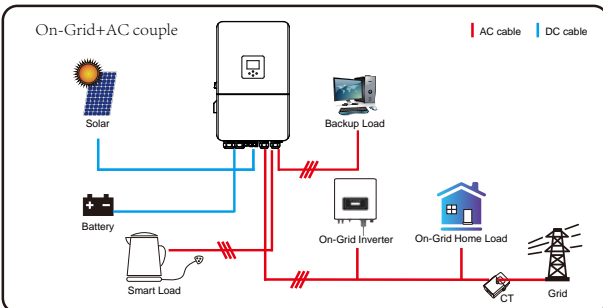 On-Grid+AC couple
AC cable
DC cable
Solar
Backup Load
Battery
On-Grid Inverter
On-Grid Home Load
Smart Load
CT
Grid